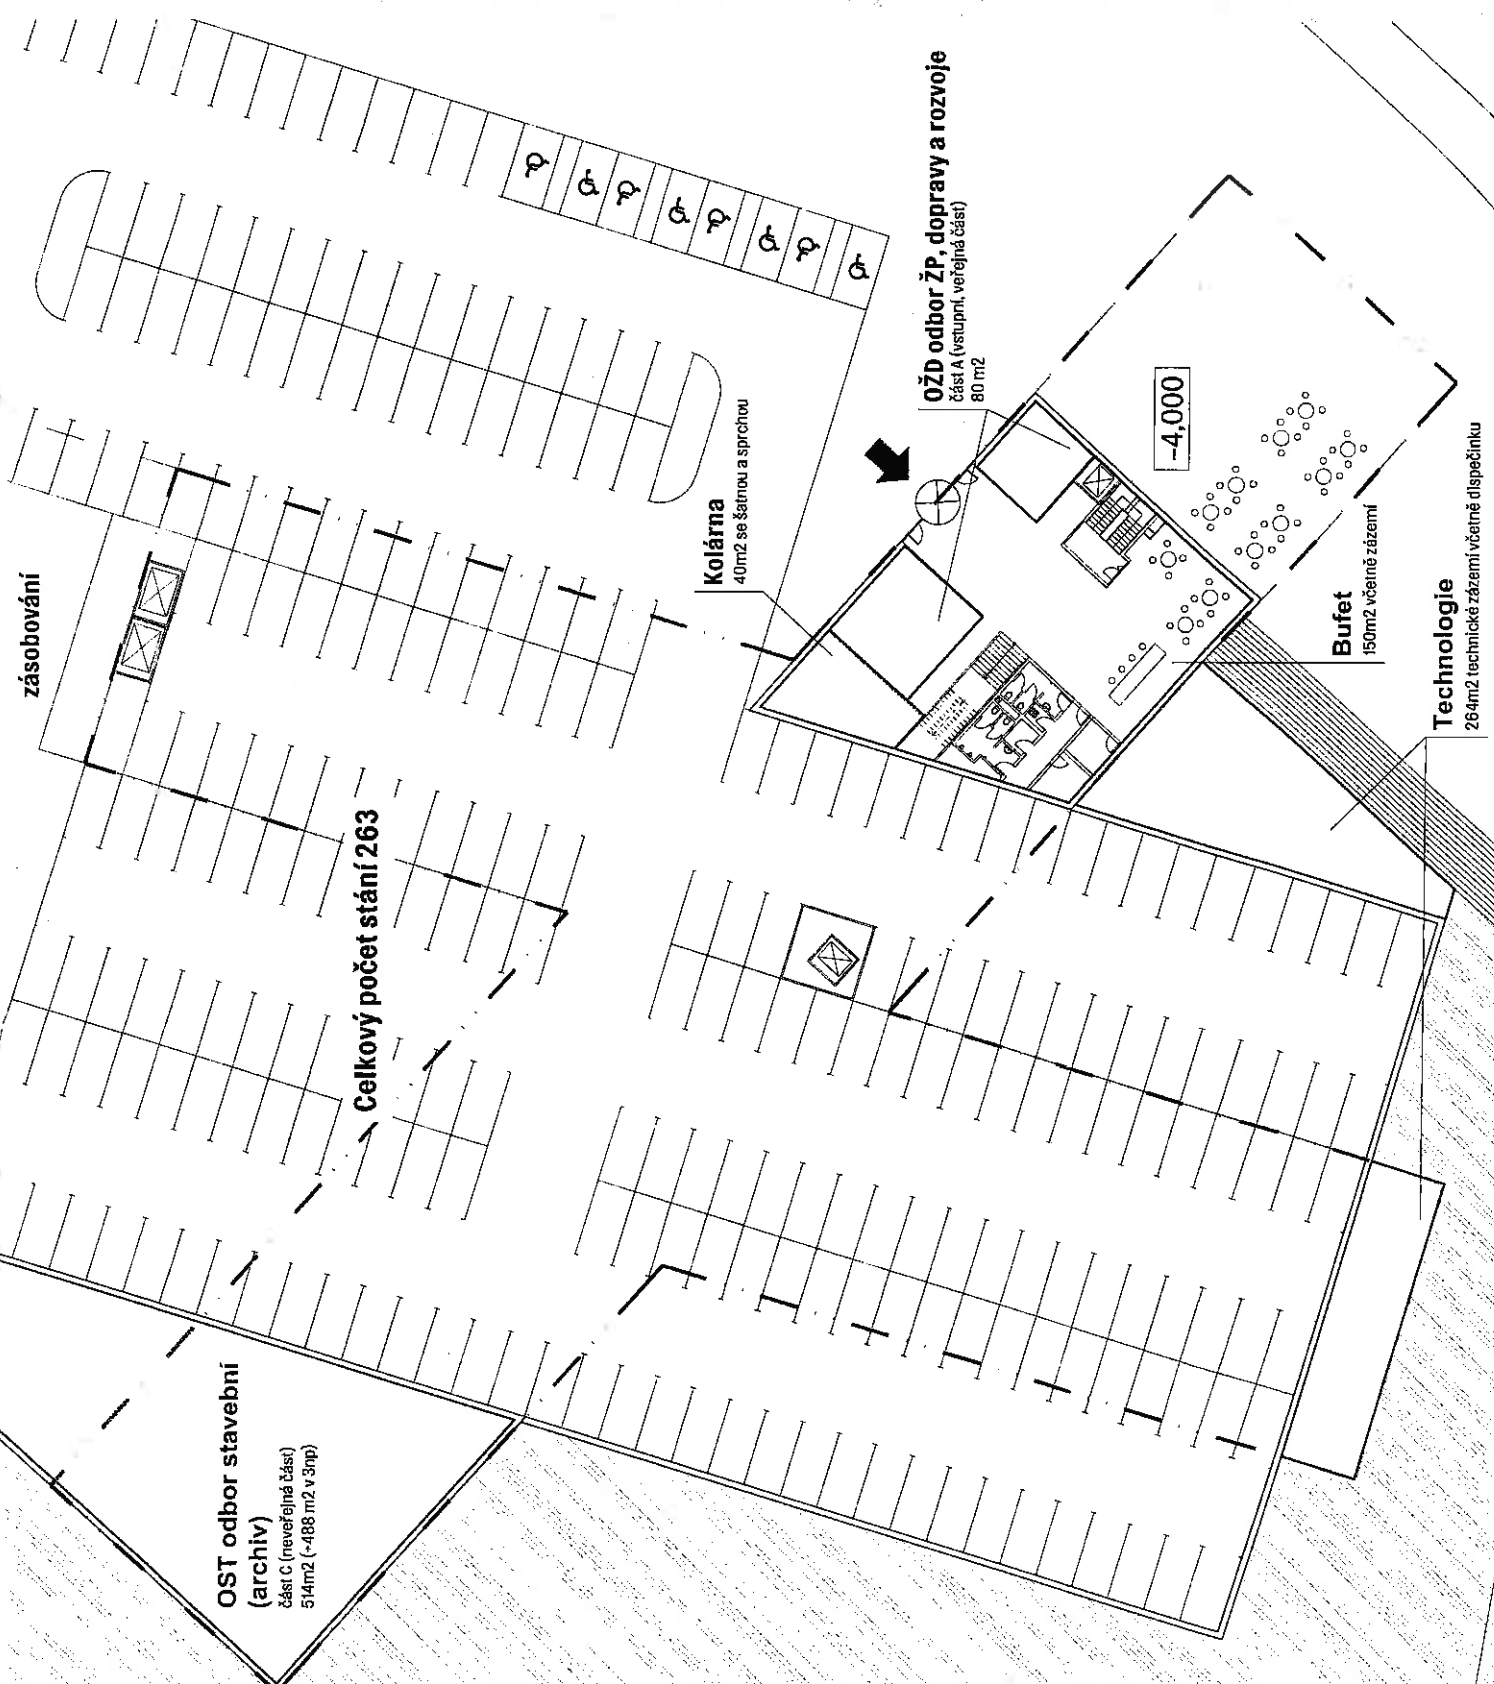 zásobování
Celkový počet stání 263
OST odbor stavební
(archiv)
část C (neveřejná část)
514m2 (+488 m2 v 3np)
Kolárna
40m2 se šatnou a sprchou
OŽD odbor ŽP, dopravy a rozvoje
část A (vstupní, veřejná část)
80 m2
-4,000
Bufet
150m2 včetně zázemí
Technologie
264m2 technické zázemí včetně dispečinku